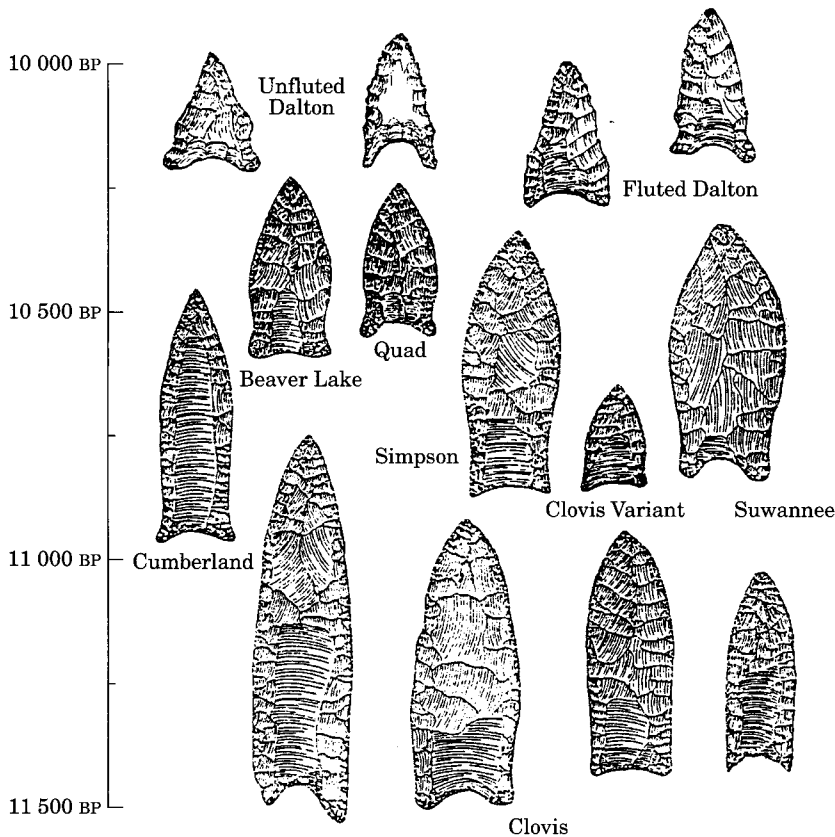 10 000 BP
Unfluted
Dalton
Fluted Dalton
10 500 BP
Quad
Beaver Lake
Simpson
Clovis Variant
Suwannee
11 000 BP
Cumberland
11 500 BP
Clovis